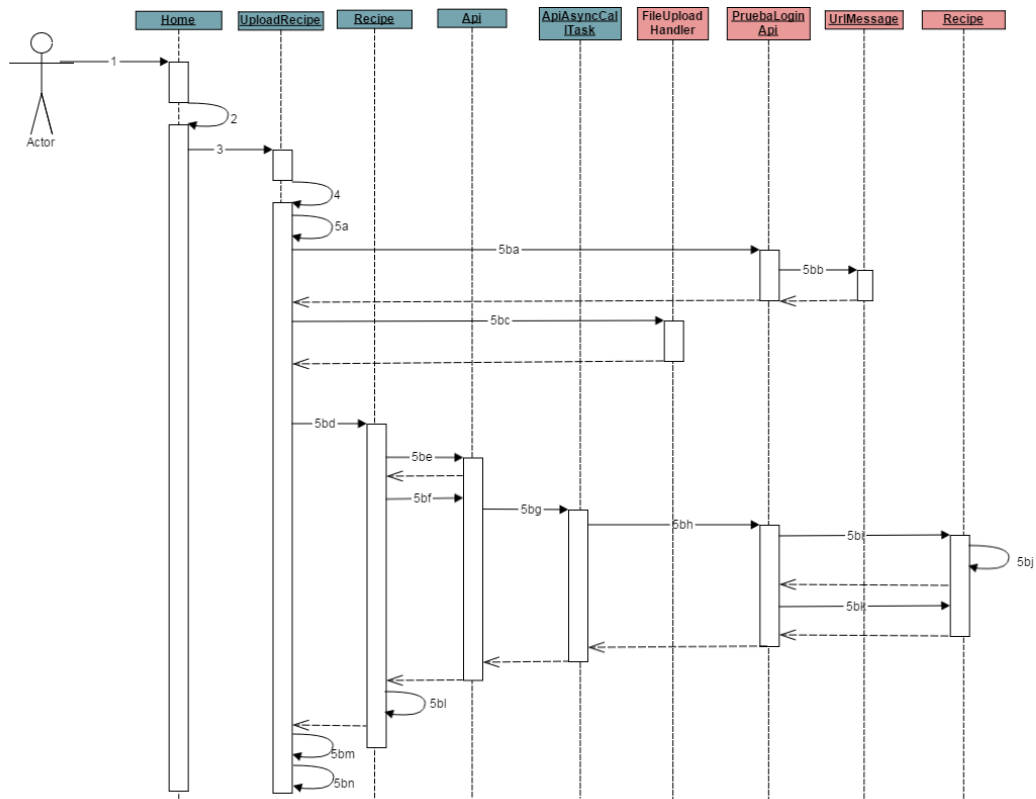 Home
UploadRecipe
Recipe
Api
ApiAsyncCal
lTask
FileUpload
Handler
PruebaLogin
Api
UrlMessage
Recipe
1
Actor
2
3
4
5a
5ba
5bb
5bc
5bd
5be
5bf
5bg
5bh
5bi
5bj
5bk
5bl
5bm
5bn